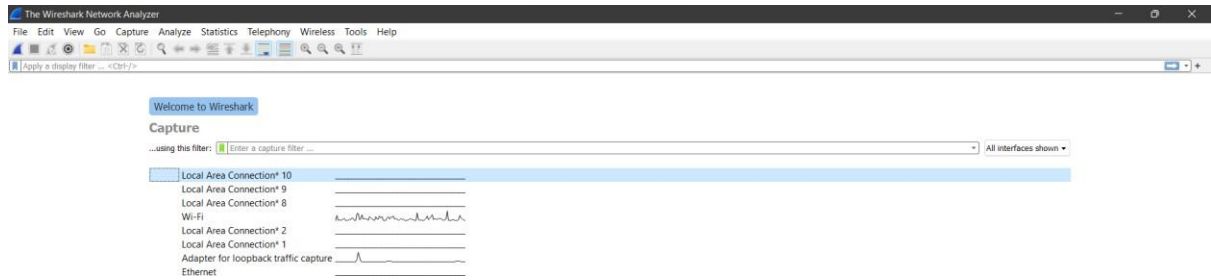 The Wireshark Network Analyzer
File Edit View Go Capture Analyze Statistics Telephony Wireless Tools Help
Apply a display filter ... <Ctrl-/>
Welcome to Wireshark
Capture
...using this filter: Enter a capture filter ... All interfaces shown
Local Area Connection* 10
Local Area Connection* 9
Local Area Connection* 8
Wi-Fi
Local Area Connection* 2
Local Area Connection* 1
Adapter for loopback traffic capture
Ethernet